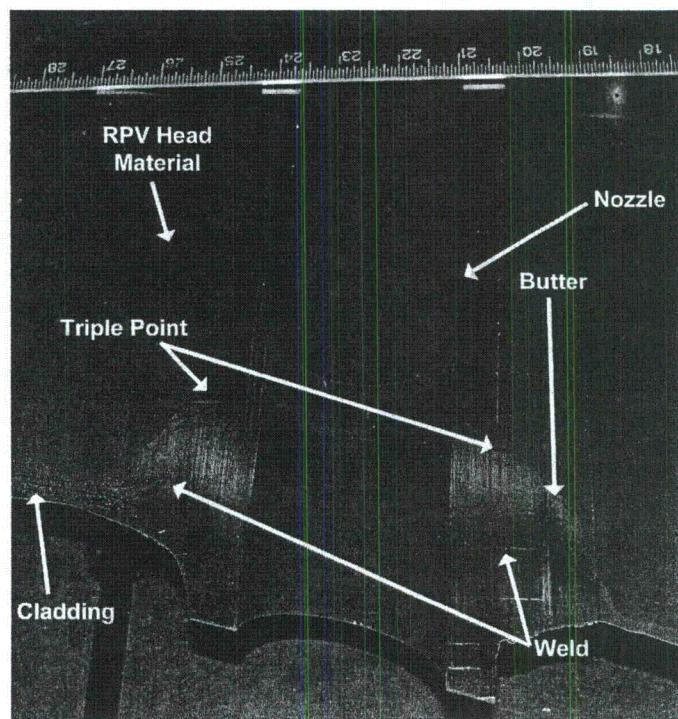 28 27 26 25 24 23 22 21 20 19 18
RPV Head
Material
Nozzle
Butter
Triple Point
Cladding
Weld